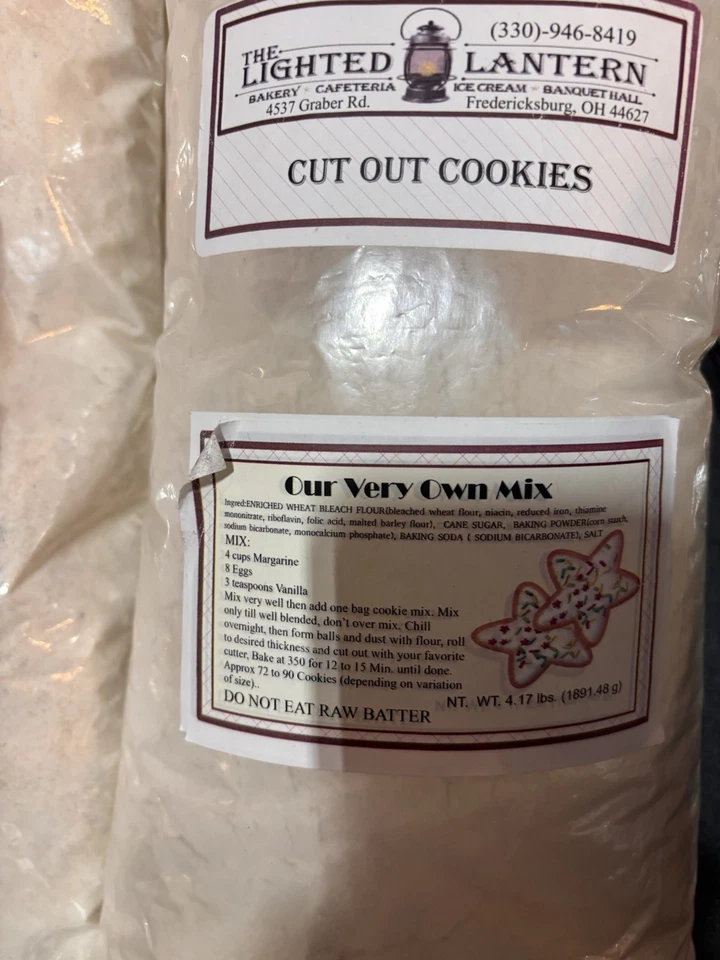 (330)-946-8419
THE
LIGHTED LANTERN
BAKERY CAFETERIA ICE CREAM BANQUET HALL
4537 Graber Rd. Fredericksburg, OH 44627
CUT OUT COOKIES
Our Very Own Mix
Ingred:ENRICHED WHEAT BLEACH FLOUR(bleached wheat flour, niacin, reduced iron, thiamine
mononitrate, riboflavin, folic acid, malted barley flour), CANE SUGAR, BAKING POWDER(corn starch,
sodium bicarbonate, monocalcium phosphate), BAKING SODA ( SODIUM BICARBONATE), SALT
MIX:
4 cups Margarine
8 Eggs
3 teaspoons Vanilla
Mix very well then add one bag cookie mix. Mix
only till well blended, don't over mix. Chill
overnight, then form balls and dust with flour, roll
to desired thickness and cut out with your favorite
cutter, Bake at 350 for 12 to 15 Min. until done.
Approx 72 to 90 Cookies (depending on variation
of size)..
DO NOT EAT RAW BATTER
NT. WT. 4.17 lbs. (1891.48 g)